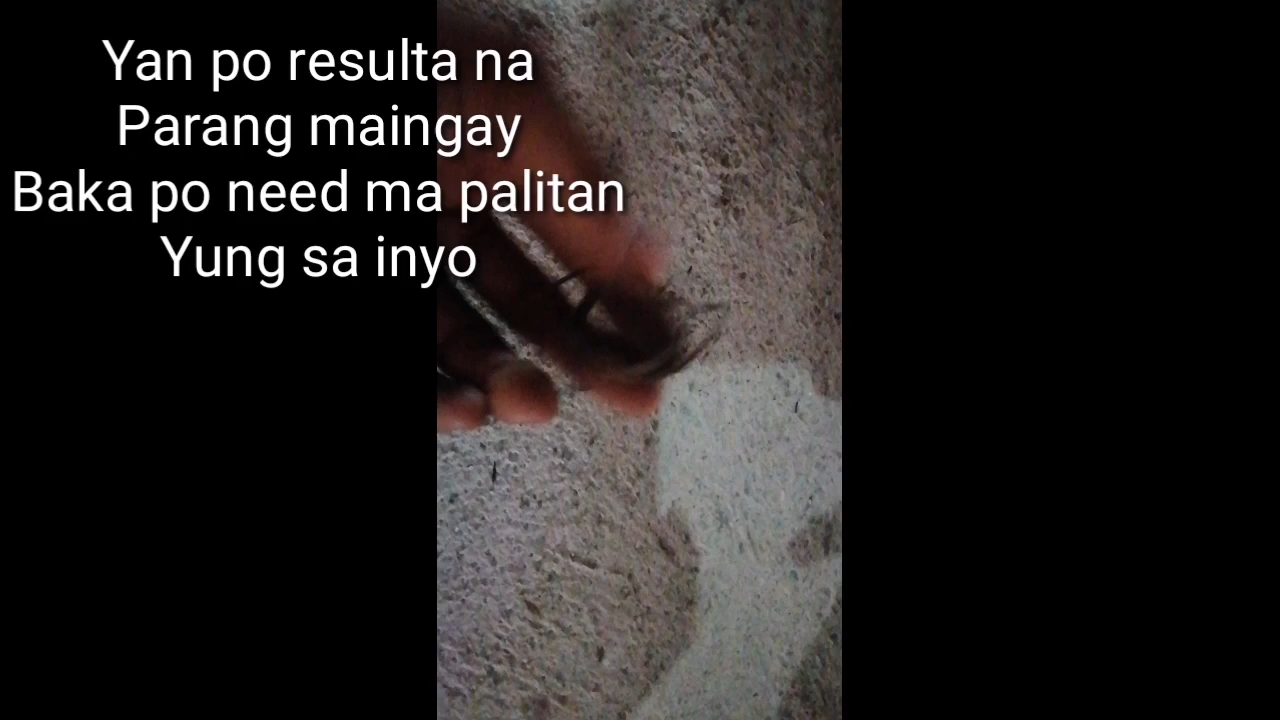 Yan po resulta na
Parang maingay
Baka po need ma palitan
Yung sa inyo